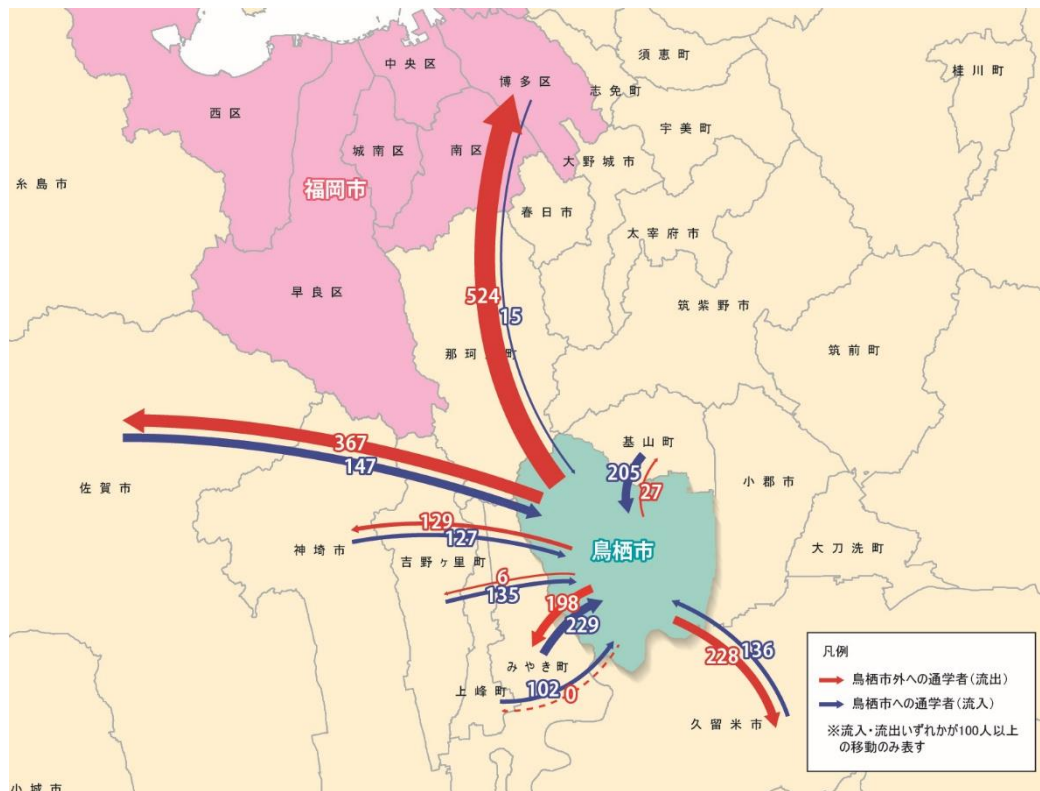 須恵町
桂川町
中央区
博多区
志免町
西区
宇美町
城南区
南区
大野城市
糸島市
福岡市
春日市
太宰府市
早良区
524
15
筑紫野市
筑前町
367
147
基山町
205
27
佐賀市
小郡市
129
127
神埼市
吉野ヶ里町
鳥栖市
大刀洗町
6
135
198
229
228
136
みやき町
上峰町
102
0
久留米市
凡例
鳥栖市外への通学者(流出)
鳥栖市への通学者(流入)
※流入・流出いずれかが100人以上
の移動のみ表す
小城市